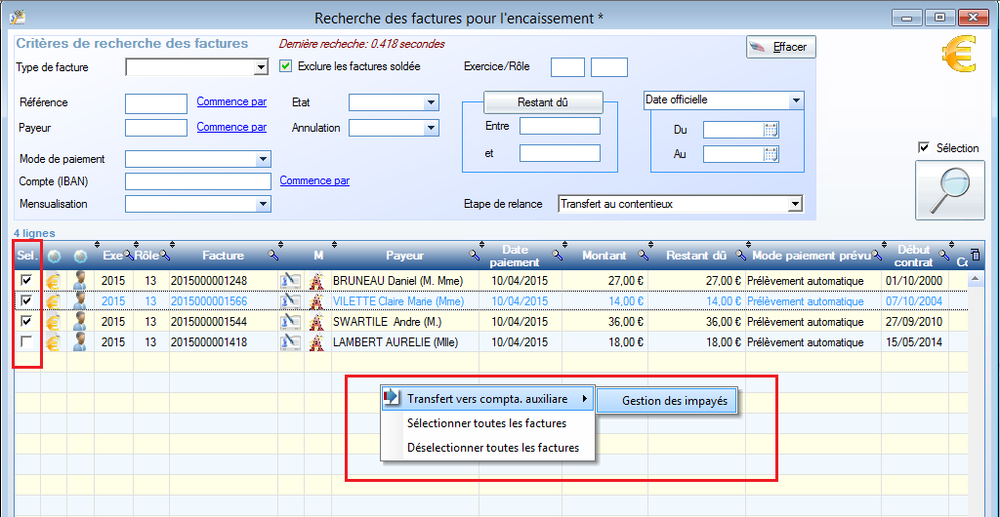 Recherche des factures pour l'encaissement *
Critères de recherche des factures
Dernière recheche: 0.418 secondes
Effacer
Type de facture
Exclure les factures soldée
Exercice/Rôle
Référence
Commence par
Etat
Restant dû
Date officielle
Payeur
Commence par
Annulation
Entre
Du
et
Au
Mode de paiement
Sélection
Compte (IBAN)
Commence par
Mensualisation
Etape de relance
Transfert au contentieux
4 lignes
Sel. Exe Rôle Facture M Payeur Date paiement Montant Restant dû Mode paiement prévu Début contrat Co
2015 13 2015000001248 BRUNEAU Daniel (M. Mme) 10/04/2015 27,00 € 27,00 € Prélèvement automatique 01/10/2000
2015 13 2015000001566 VILETTE Claire Marie (Mme) 10/04/2015 14,00 € 14,00 € Prélèvement automatique 07/10/2004
2015 13 2015000001544 SWARTILE Andre (M.) 10/04/2015 36,00 € 36,00 € Prélèvement automatique 27/09/2010
2015 13 2015000001418 LAMBERT AURELIE (Mlle) 10/04/2015 18,00 € 18,00 € Prélèvement automatique 15/05/2014
Transfert vers compta. auxiliare
Gestion des impayés
Sélectionner toutes les factures
Déselectionner toutes les factures